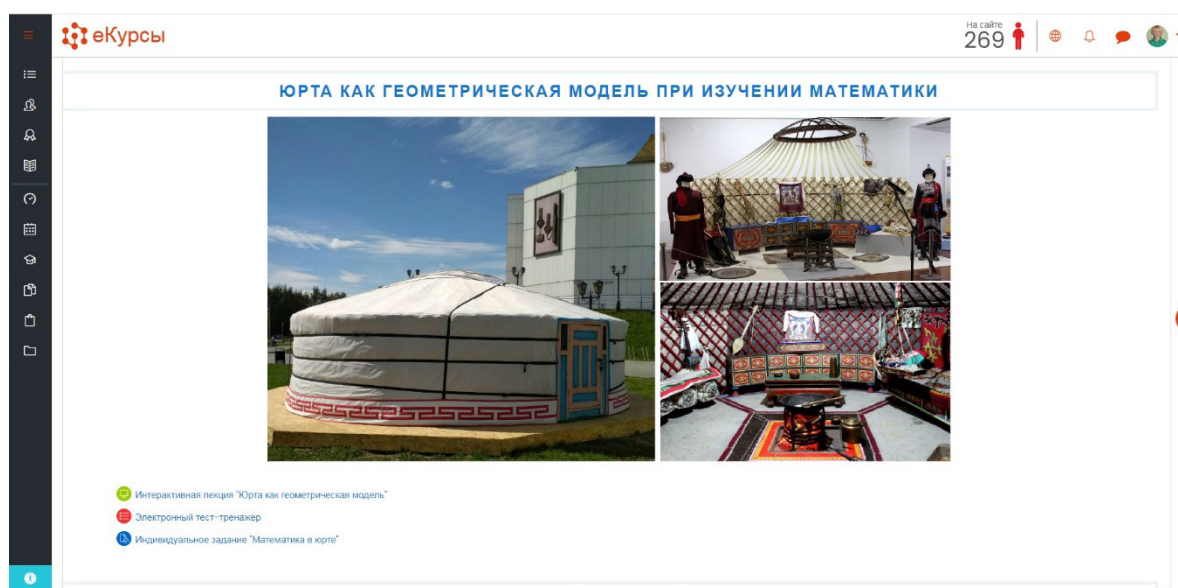 еКурсы
На сайте
269
ЮРТА КАК ГЕОМЕТРИЧЕСКАЯ МОДЕЛЬ ПРИ ИЗУЧЕНИИ МАТЕМАТИКИ
Интерактивная лекция "Юрта как геометрическая модель"
Электронный тест-тренажер
Индивидуальное задание "Математика в юрте"